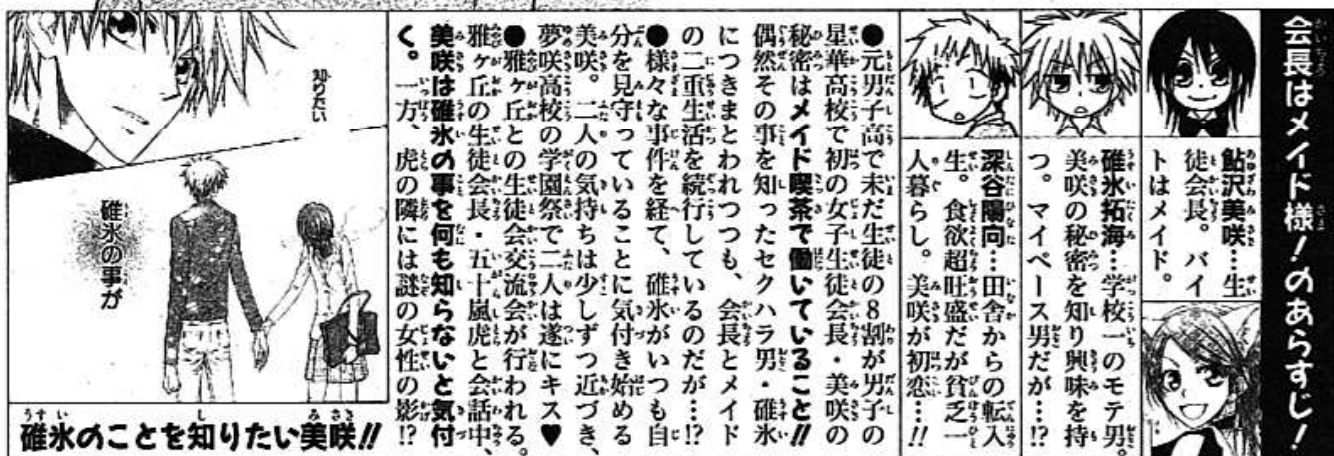 会長はメイド様!のあらすじ!
鮎沢美咲…生
徒会長。バイ
トはメイド。
碓氷拓海…学校一のモテ男。
美咲の秘密を知り興味を持
つ。マイペース男だが…!?
深谷陽向…田舎からの転入
生。食欲超旺盛だが貧乏一
人暮らし。美咲が初恋…!!
●元男子高で未だ生徒の8割が男子の
星華高校で初の女子生徒会長・美咲の
秘密はメイド喫茶で働いていること!!
偶然その事を知ったセクハラ男・碓氷
につきまとわれつつも、会長とメイド
の二重生活を続行しているのだが…!?
●様々な事件を経て、碓氷がいつも自
分を見守っていることに気付き始める
美咲。二人の気持ちは少しずつ近づき、
夢咲高校の学園祭で二人は遂にキス♥
●雅ヶ丘との生徒会交流会が行われる。
雅ヶ丘の生徒会長・五十嵐虎と会話中、
美咲は碓氷の事を何も知らないと気付
く。一方、虎の隣には謎の女性の影!?
知りたい
碓氷の事が
碓氷のことを知りたい美咲!!